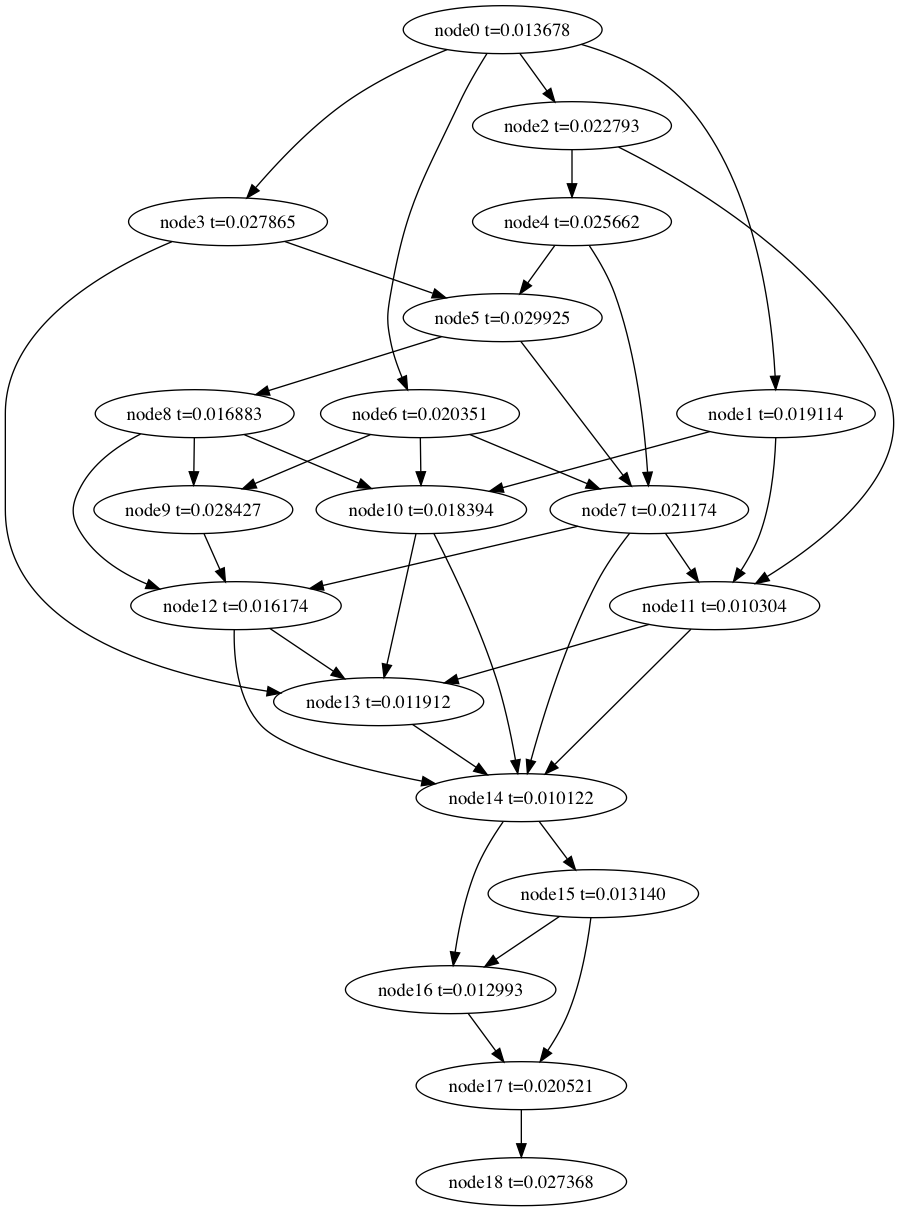 node0 t=0.013678
node2 t=0.022793
node3 t=0.027865
node4 t=0.025662
node5 t=0.029925
node8 t=0.016883
node6 t=0.020351
node1 t=0.019114
node9 t=0.028427
node10 t=0.018394
node7 t=0.021174
node12 t=0.016174
node11 t=0.010304
node13 t=0.011912
node14 t=0.010122
node15 t=0.013140
node16 t=0.012993
node17 t=0.020521
node18 t=0.027368